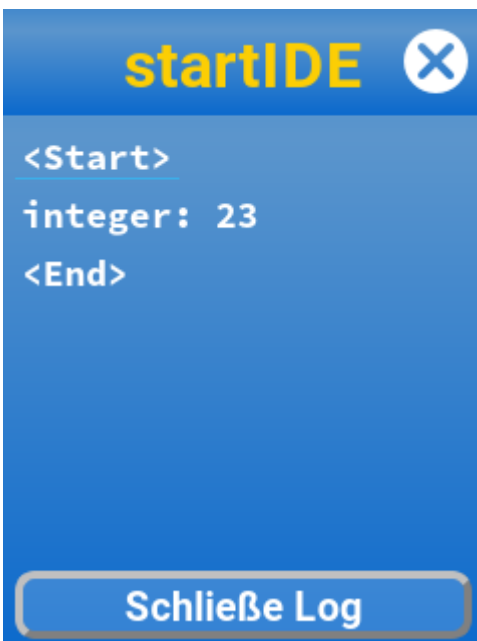 startIDE
<Start>
integer: 23
<End>
Schließe Log